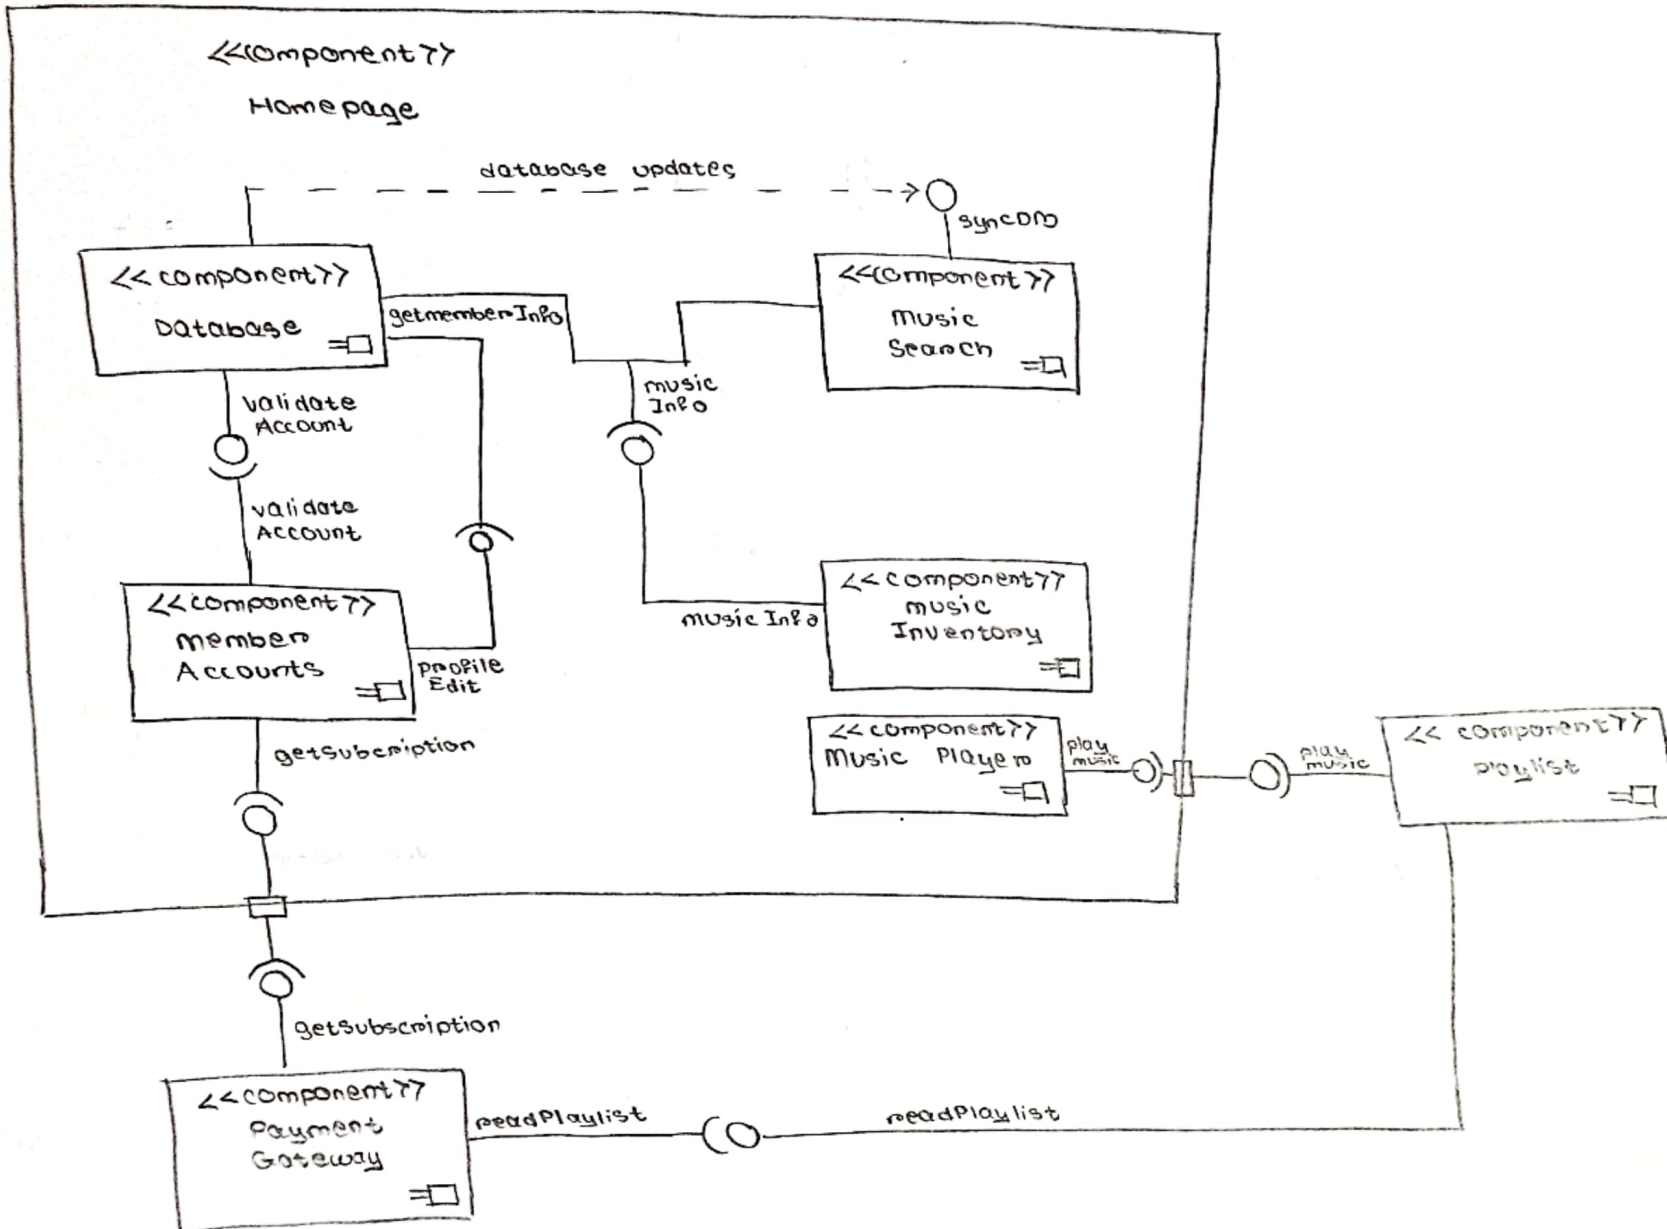 <<component>>
Homepage
database updates
syncDB
<<component>>
Database
getmemberInfo
<<component>>
music
Search
validate
Account
music
Info
validate
Account
<<component>>
member
Accounts
profile
Edit
<<component>>
music
Inventory
music Info
getsubcription
<<component>>
Music Player
play
music
play
music
<< component>>
playlist
getsubscription
<<component>>
Payment
Gateway
readPlaylist
readPlaylist